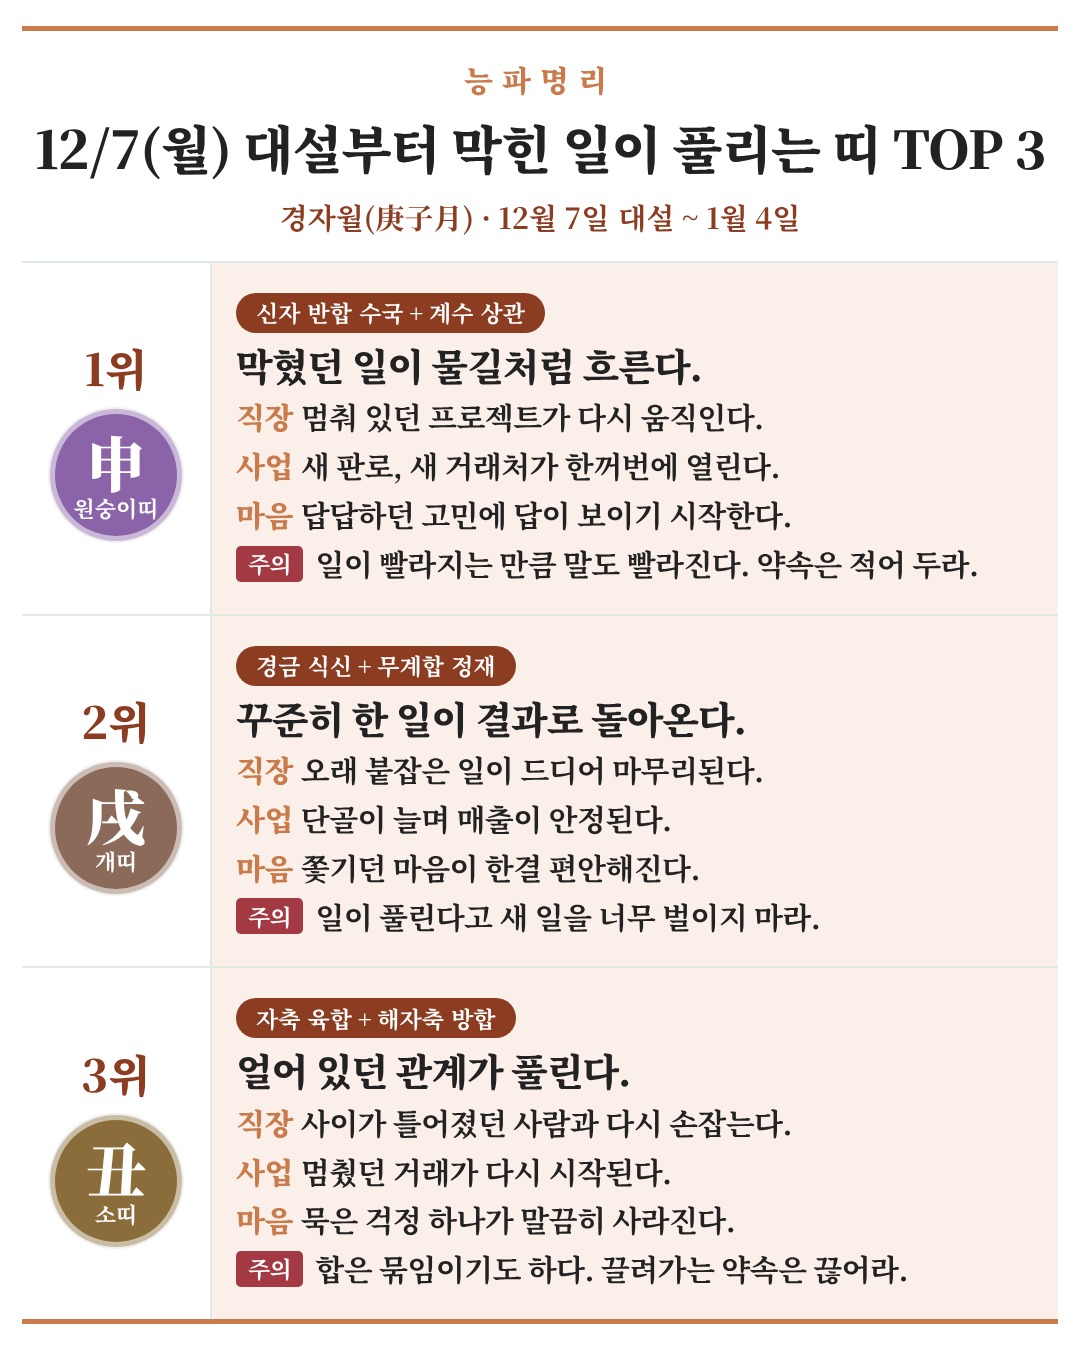 능파명리
12/7(월) 대설부터 막힌 일이 풀리는 띠 TOP 3
경자월(庚子月) · 12월 7일 대설 ~ 1월 4일
1위
申
원숭이띠
신자 반합 수국 + 계수 상관
막혔던 일이 물길처럼 흐른다.
직장 멈춰 있던 프로젝트가 다시 움직인다.
사업 새 판로, 새 거래처가 한꺼번에 열린다.
마음 답답하던 고민에 답이 보이기 시작한다.
주의 일이 빨라지는 만큼 말도 빨라진다. 약속은 적어 두라.
2위
戌
개띠
경금 식신 + 무계합 정재
꾸준히 한 일이 결과로 돌아온다.
직장 오래 붙잡은 일이 드디어 마무리된다.
사업 단골이 늘며 매출이 안정된다.
마음 쫓기던 마음이 한결 편안해진다.
주의 일이 풀린다고 새 일을 너무 벌이지 마라.
3위
丑
소띠
자축 육합 + 해자축 방합
얼어 있던 관계가 풀린다.
직장 사이가 틀어졌던 사람과 다시 손잡는다.
사업 멈췄던 거래가 다시 시작된다.
마음 묵은 걱정 하나가 말끔히 사라진다.
주의 합은 묶임이기도 하다. 끌려가는 약속은 끊어라.